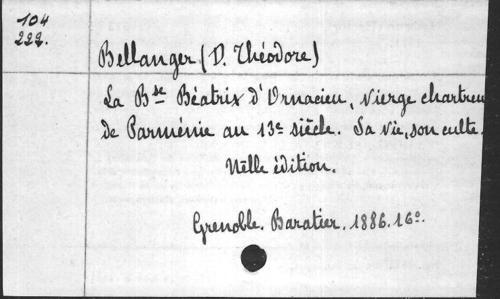 104
222.
Bellanger (D. Théodore)
La Bse Béatrix d'Ornacieu, vierge chartreu
de Parménie au 13e siècle. Sa vie, son culte.
Nelle édition.
Grenoble. Baratier. 1886. 16o.